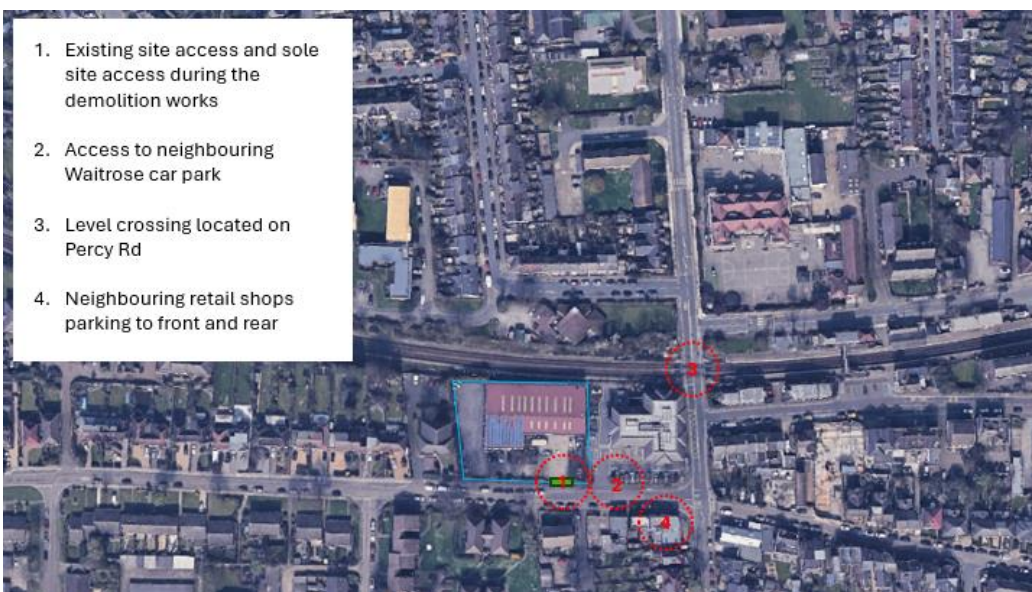 1. Existing site access and sole
site access during the
demolition works
2. Access to neighbouring
Waitrose car park
3. Level crossing located on
Percy Rd
4. Neighbouring retail shops
parking to front and rear
3
1
2
4